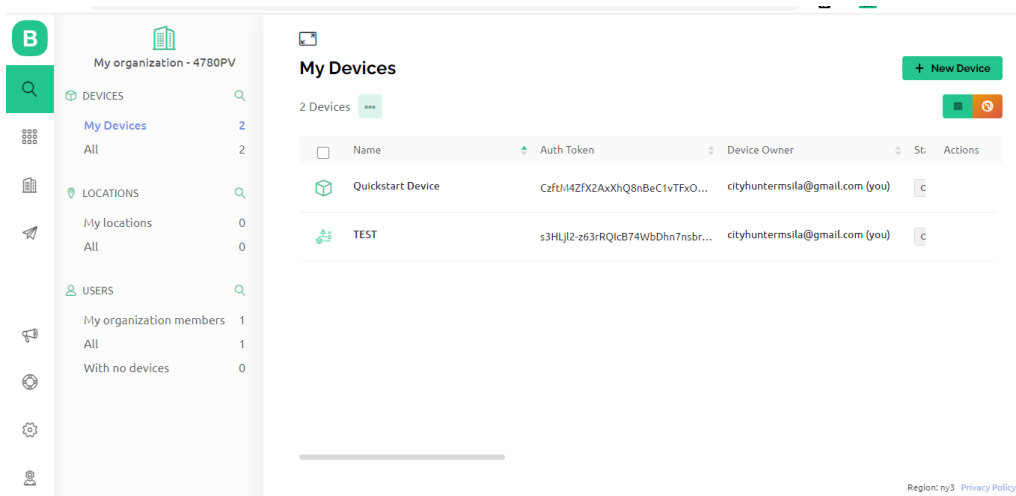 B
My organization - 4780PV
DEVICES
My Devices 2
All 2
LOCATIONS
My locations 0
All 0
USERS
My organization members 1
All 1
With no devices 0
My Devices
+ New Device
2 Devices
Name Auth Token Device Owner Sta Actions
Quickstart Device CzftM4ZfX2AxXhQ8nBeC1vTFxO... cityhuntermsila@gmail.com (you)
TEST s3HLjl2-z63rRQIcB74WbDhn7nsbr... cityhuntermsila@gmail.com (you)
Region: ny3 Privacy Policy